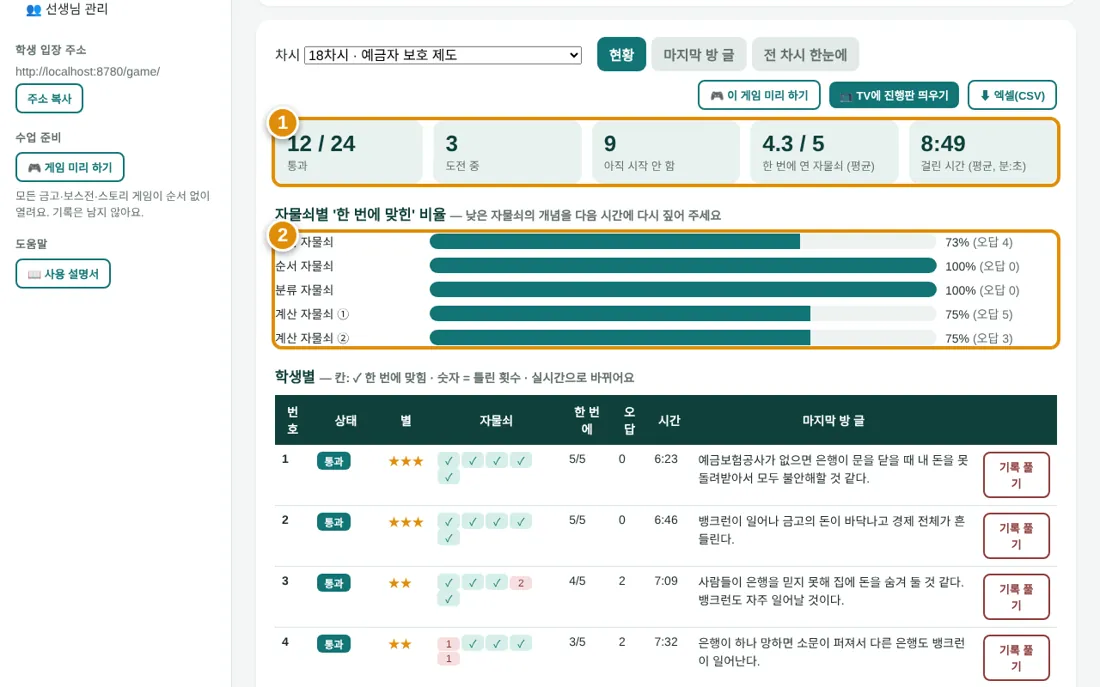 👥 선생님 관리
학생 입장 주소
http://localhost:8780/game/
주소 복사
수업 준비
🎮 게임 미리 하기
모든 금고·보스전·스토리 게임이 순서 없이
열려요. 기록은 남지 않아요.
도움말
📖 사용 설명서
차시 18차시 · 예금자 보호 제도 현황 마지막 방 글 전 차시 한눈에
🎮 이 게임 미리 하기 📺 TV에 진행판 띄우기 ⬇ 엑셀(CSV)
1
12 / 24 3 9 4.3 / 5 8:49
통과 도전 중 아직 시작 안 함 한 번에 연 자물쇠 (평균) 걸린 시간 (평균, 분:초)
자물쇠별 '한 번에 맞힌' 비율 — 낮은 자물쇠의 개념을 다음 시간에 다시 짚어 주세요
2
자물쇠 73% (오답 4)
순서 자물쇠 100% (오답 0)
분류 자물쇠 100% (오답 0)
계산 자물쇠 ① 75% (오답 5)
계산 자물쇠 ② 75% (오답 3)
학생별 — 칸: ✓ 한 번에 맞힘 · 숫자 = 틀린 횟수 · 실시간으로 바뀌어요
번 한 번 오
호 상태 별 자물쇠 에 답 시간 마지막 방 글
1 통과 ★★★ ✓ ✓ ✓ ✓ 5/5 0 6:23 예금보험공사가 없으면 은행이 문을 닫을 때 내 돈을 못 기록 풀
✓ 돌려받아서 모두 불안해할 것 같다. 기
2 통과 ★★★ ✓ ✓ ✓ ✓ 5/5 0 6:46 뱅크런이 일어나 금고의 돈이 바닥나고 경제 전체가 흔 기록 풀
✓ 들린다. 기
3 통과 ★★ ✓ ✓ ✓ 2 4/5 2 7:09 사람들이 은행을 믿지 못해 집에 돈을 숨겨 둘 것 같다. 기록 풀
✓ 뱅크런도 자주 일어날 것이다. 기
4 통과 ★★ 1 ✓ ✓ ✓ 3/5 2 7:32 은행이 하나 망하면 소문이 퍼져서 다른 은행도 뱅크런 기록 풀
1 이 일어난다. 기